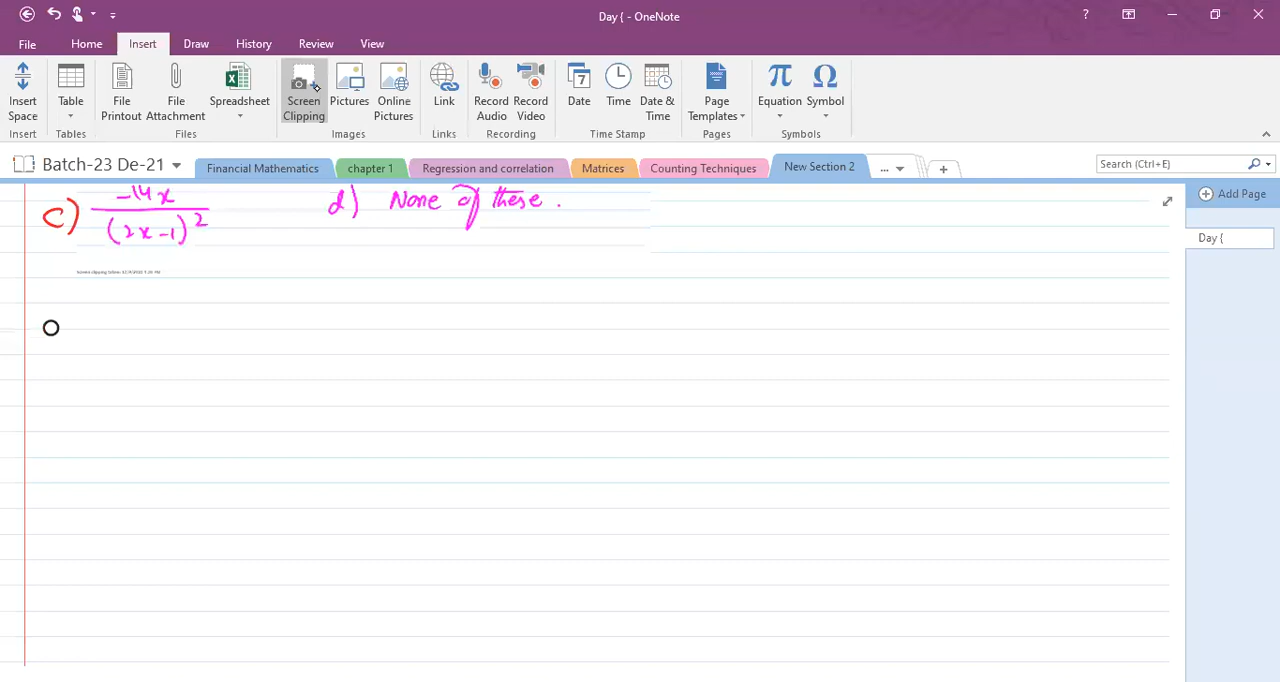 Day { - OneNote
File Home Insert Draw History Review View
Insert Space Table File Printout File Attachment Spreadsheet Screen Clipping Pictures Online Pictures Link Record Audio Record Video Date Time Date & Time Page Templates Equation Symbol
Insert Tables Files Images Links Recording Time Stamp Pages Symbols
Batch-23 De-21 Financial Mathematics chapter 1 Regression and correlation Matrices Counting Techniques New Section 2 ... Search (Ctrl+E)
Add Page
Day {
c) -14x / (2x-1)^2 d) None of these .